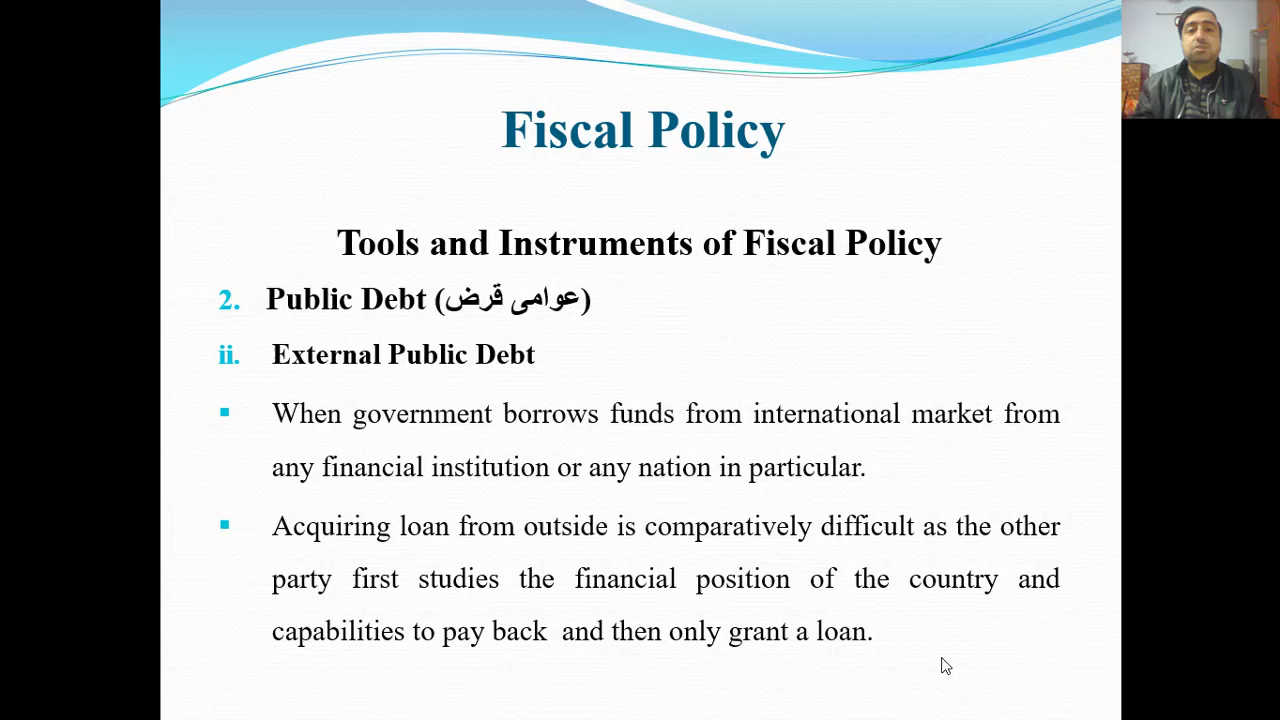 Fiscal Policy
Tools and Instruments of Fiscal Policy
2. Public Debt (عوامی قرض)
ii. External Public Debt
▪ When government borrows funds from international market from
any financial institution or any nation in particular.
▪ Acquiring loan from outside is comparatively difficult as the other
party first studies the financial position of the country and
capabilities to pay back and then only grant a loan.